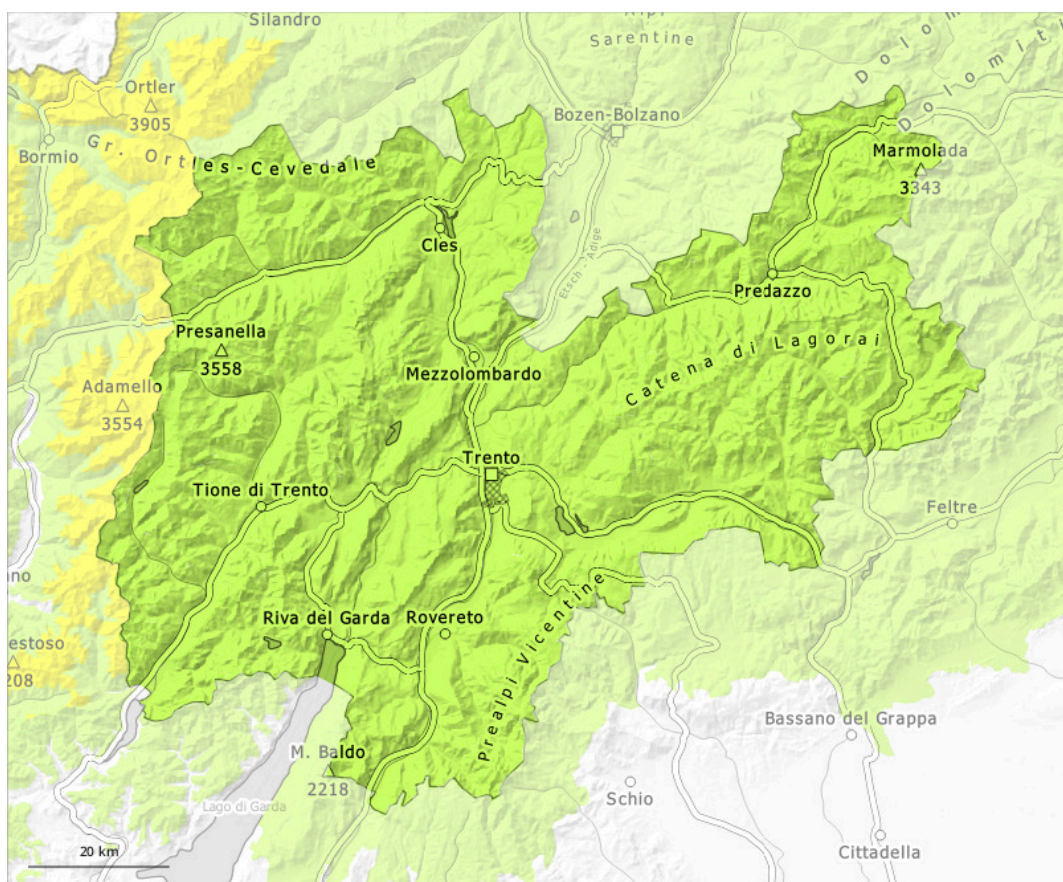 Silandro
Sarentine
Ortler
3905
Bozen-Bolzano
Dolomiti
Bormio
Gr. Ortles-Cevedale
Marmolada
3343
Cles
Etsch - Adige
Predazzo
Presanella
3558
Catena di Lagorai
Mezzolombardo
Adamello
3554
Trento
Tione di Trento
Feltre
Riva del Garda
Rovereto
estoso
208
Prealpi Vicentine
Bassano del Grappa
M. Baldo
2218
Lago di Garda
Schio
20 km
Cittadella